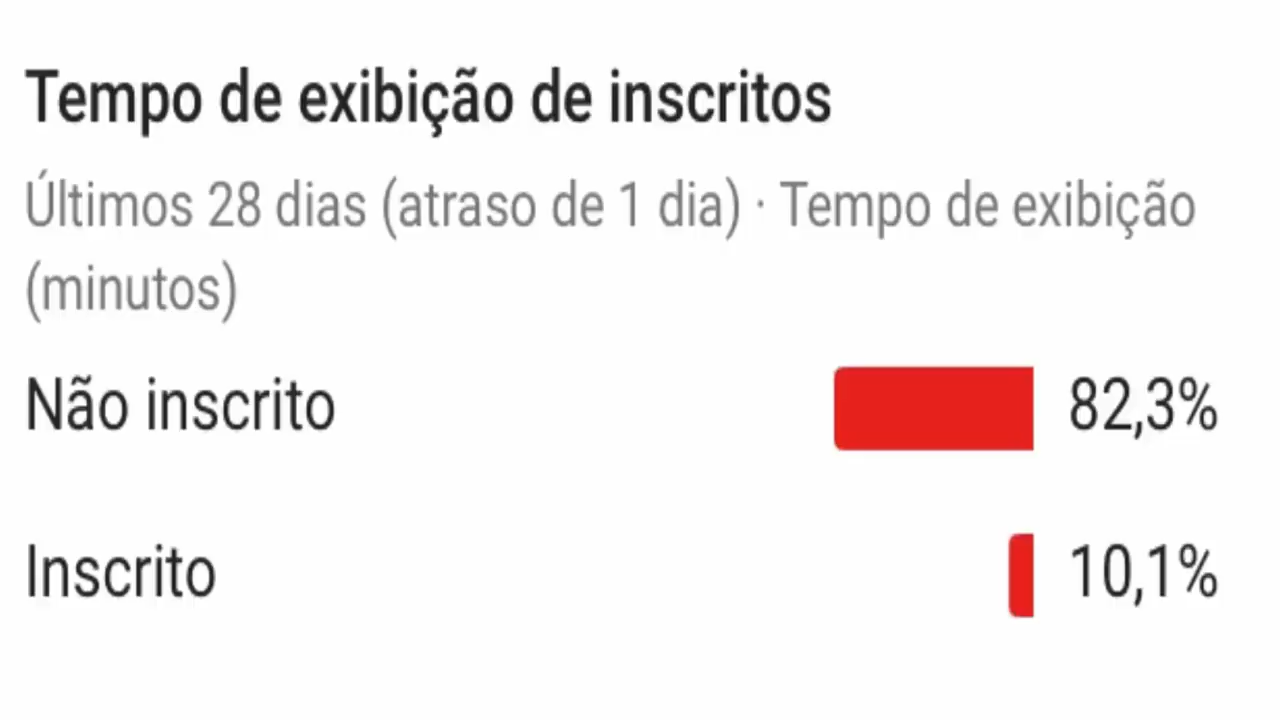 Tempo de exibição de inscritos
Últimos 28 dias (atraso de 1 dia) · Tempo de exibição
(minutos)
Não inscrito 82,3%
Inscrito 10,1%